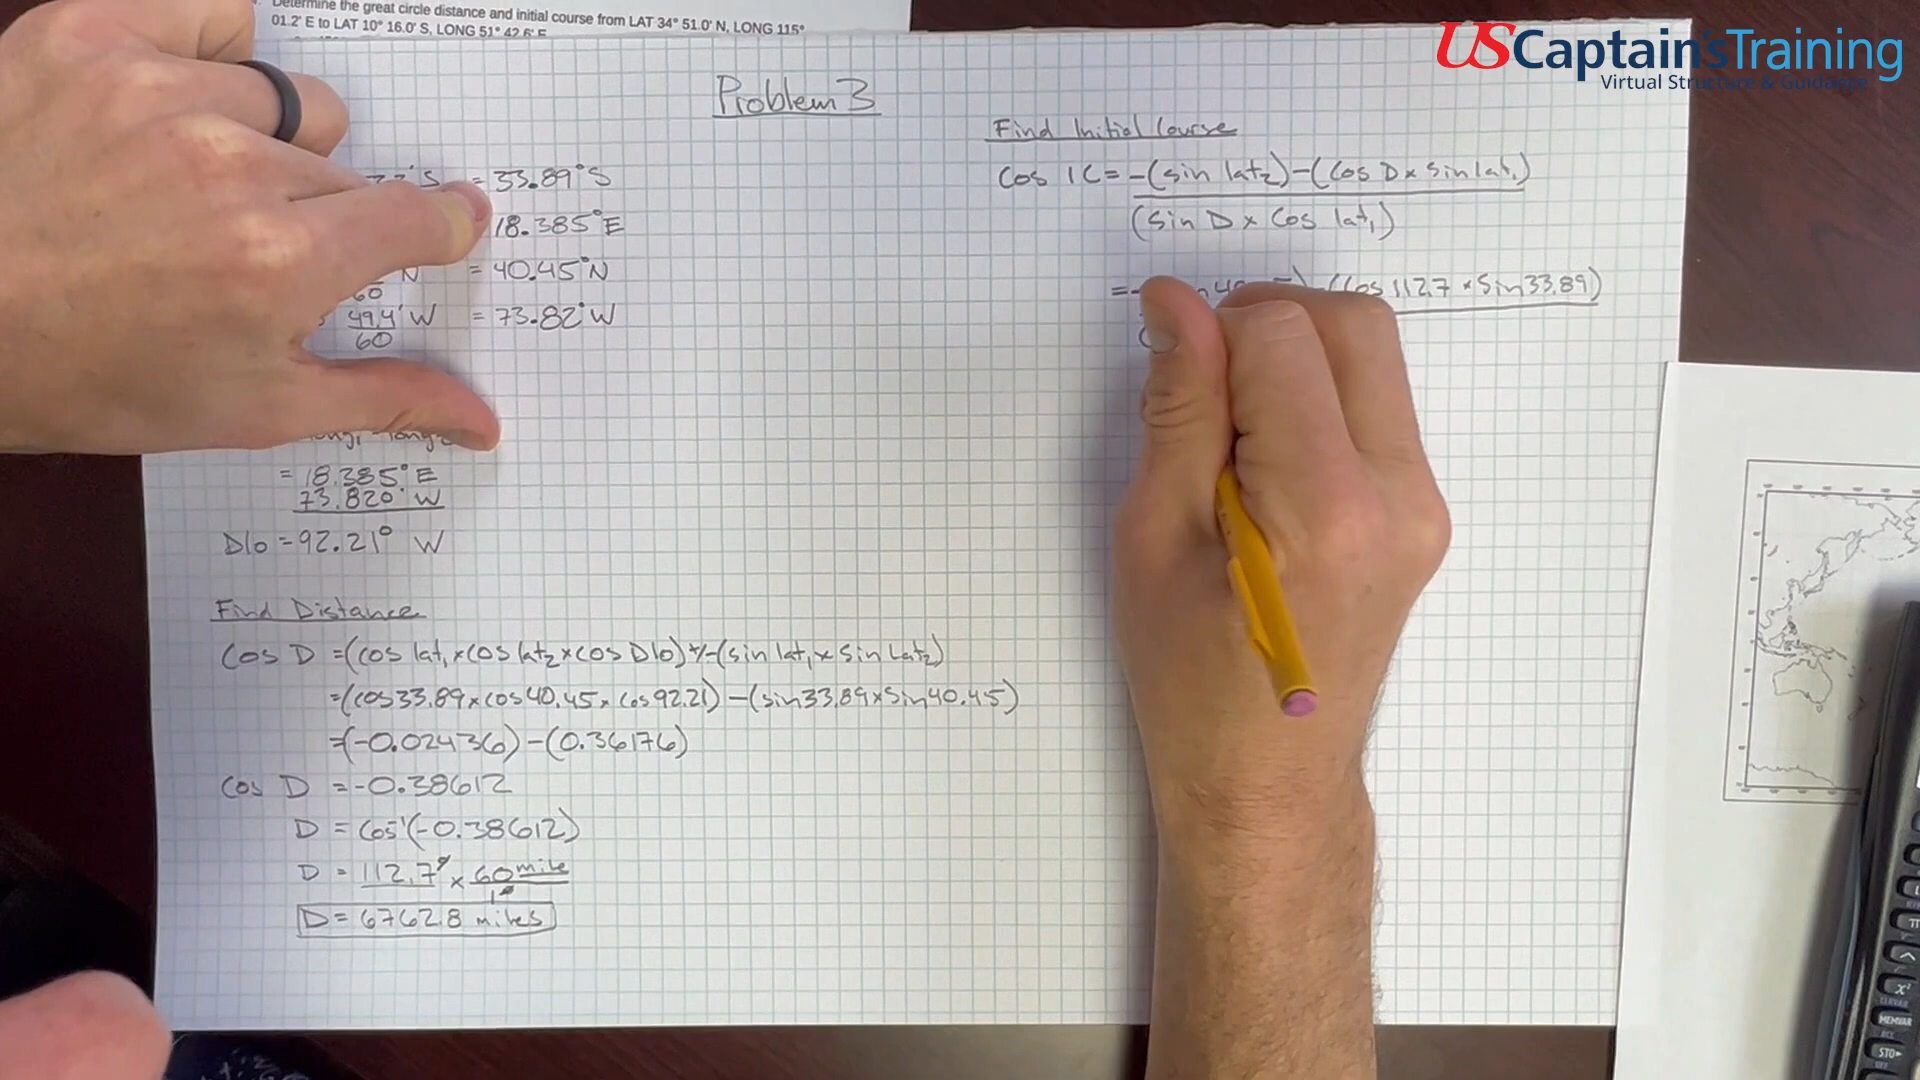 Determine the great circle distance and initial course from LAT 34° 51.0' N, LONG 115°
01.2' E to LAT 10° 16.0' S, LONG 51° 42.6' E
USCaptain'sTraining
Virtual Structure & Guidance
Problem 3
'S = 33.89°S
18.385°E
N = 40.45°N
60
49.4' W = 73.82°W
60
long1 - long2
= 18.385° E
73.820° W
Dlo = 92.21° W
Find Distance
Cos D = (cos lat1 x cos lat2 x cos Dlo) +/- (sin lat1 x sin Lat2)
= (cos 33.89 x cos 40.45 x cos 92.21) - (sin 33.89 x sin 40.45)
= (-0.02436) - (0.36176)
Cos D = -0.38612
D = Cos⁻¹(-0.38612)
D = 112.7° x 60 mile
1°
D = 6762.8 miles
Find Initial Course
Cos IC = -(sin lat2) - (cos D x sin lat1)
(sin D x cos lat1)
= - (cos 112.7 x sin 33.89)
π
x²
MEMVAR
STO▸